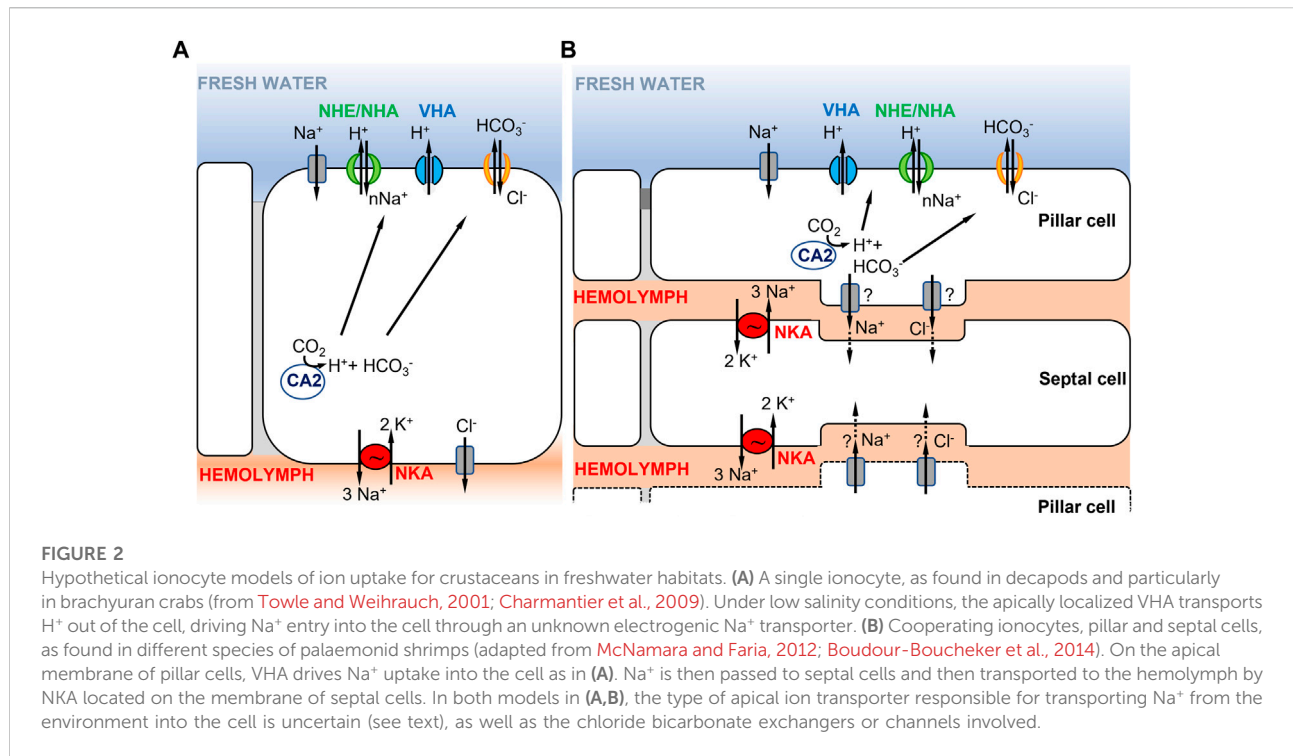 A
FRESH WATER
NHE/NHA
VHA
Na⁺
H⁺
H⁺
HCO₃⁻
nNa⁺
Cl⁻
CO₂
CA2
H⁺+ HCO₃⁻
2 K⁺
Cl⁻
~
HEMOLYMPH
NKA
3 Na⁺
B
FRESH WATER
VHA
NHE/NHA
Na⁺
H⁺
H⁺
HCO₃⁻
nNa⁺
Cl⁻
Pillar cell
CO₂
H⁺+
CA2
HCO₃⁻
HEMOLYMPH
3 Na⁺
?
?
~
NKA
Na⁺
Cl⁻
2 K⁺
Septal cell
2 K⁺
~
? Na⁺
? Cl⁻
HEMOLYMPH
NKA
3 Na⁺
Pillar cell
FIGURE 2
Hypothetical ionocyte models of ion uptake for crustaceans in freshwater habitats. (A) A single ionocyte, as found in decapods and particularly
in brachyuran crabs (from Towle and Weihrauch, 2001; Charmantier et al., 2009). Under low salinity conditions, the apically localized VHA transports
H⁺ out of the cell, driving Na⁺ entry into the cell through an unknown electrogenic Na⁺ transporter. (B) Cooperating ionocytes, pillar and septal cells,
as found in different species of palaemonid shrimps (adapted from McNamara and Faria, 2012; Boudour-Boucheker et al., 2014). On the apical
membrane of pillar cells, VHA drives Na⁺ uptake into the cell as in (A). Na⁺ is then passed to septal cells and then transported to the hemolymph by
NKA located on the membrane of septal cells. In both models in (A,B), the type of apical ion transporter responsible for transporting Na⁺ from the
environment into the cell is uncertain (see text), as well as the chloride bicarbonate exchangers or channels involved.